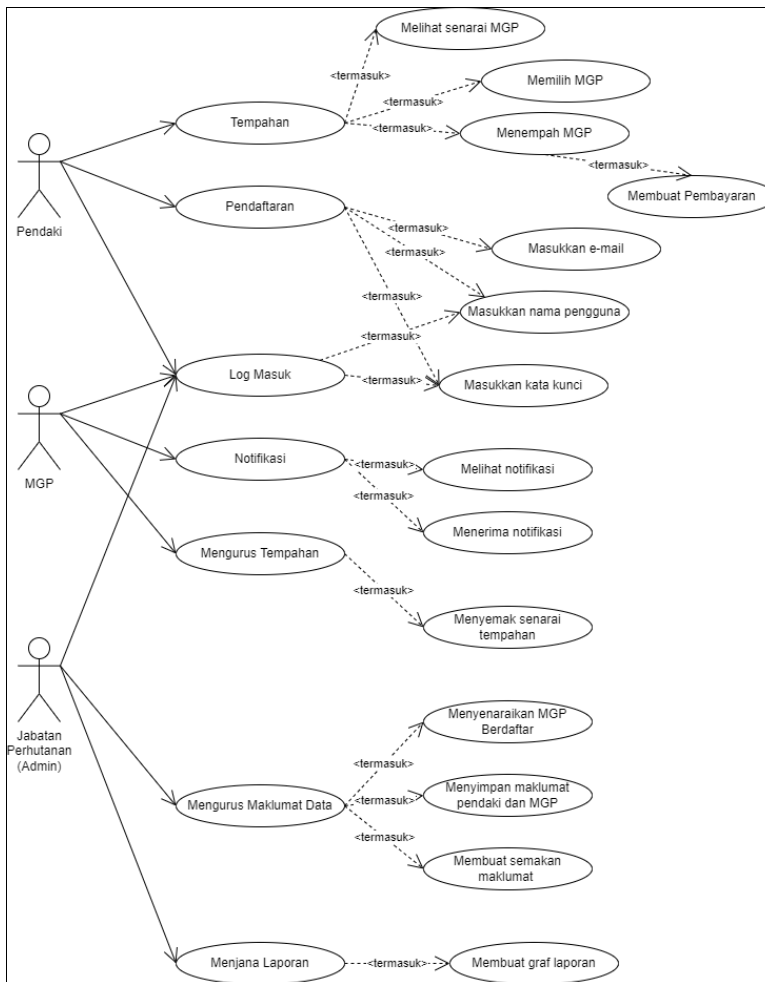 Melihat senarai MGP
<termasuk>
<termasuk>
Memilih MGP
Tempahan
<termasuk>
Menempah MGP
<termasuk>
Membuat Pembayaran
Pendaki
Pendaftaran
<termasuk>
Masukkan e-mail
<termasuk>
<termasuk>
Masukkan nama pengguna
<termasuk>
Log Masuk
<termasuk>
Masukkan kata kunci
MGP
Notifikasi
<termasuk>
Melihat notifikasi
<termasuk>
Menerima notifikasi
Mengurus Tempahan
<termasuk>
Menyemak senarai
tempahan
Jabatan
Perhutanan
(Admin)
Menyenaraikan MGP
Berdaftar
<termasuk>
Mengurus Maklumat Data
<termasuk>
Menyimpan maklumat
pendaki dan MGP
<termasuk>
Membuat semakan
maklumat
Menjana Laporan
<termasuk>
Membuat graf laporan